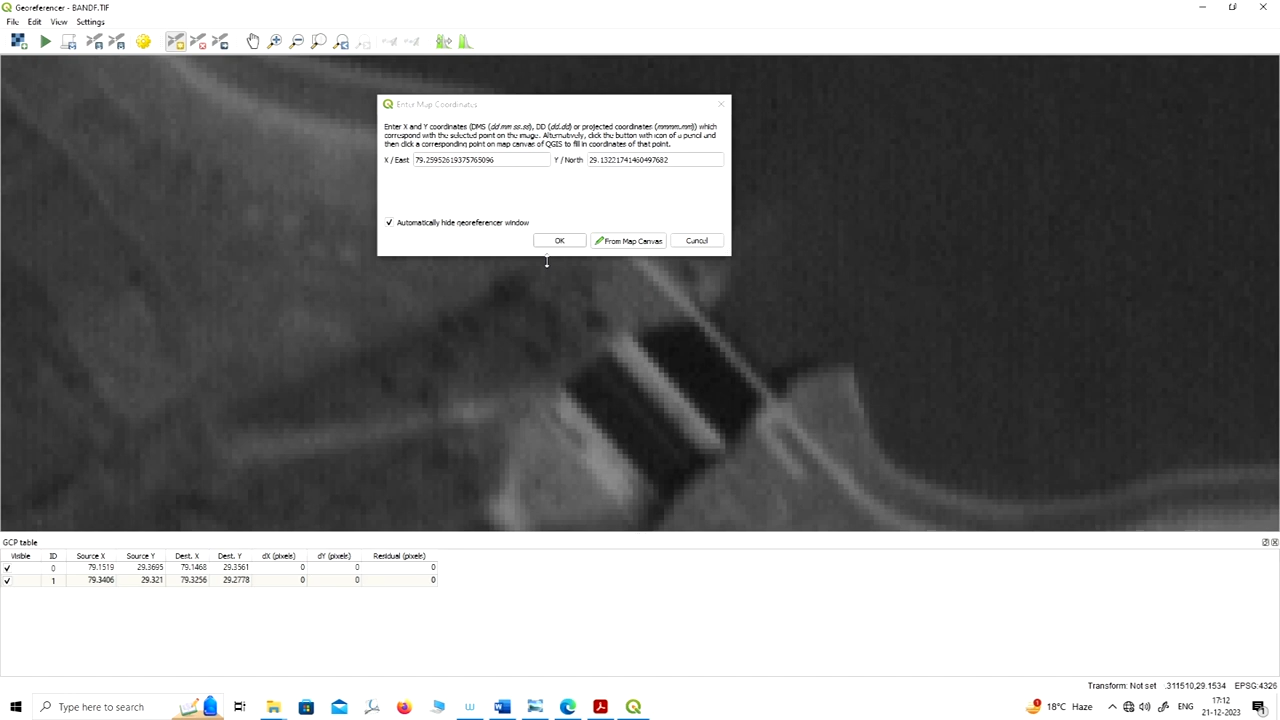 Georeferencer - BANDF.TIF
File Edit View Settings
Enter Map Coordinates
Enter X and Y coordinates (DMS (dd mm ss.ss), DD (dd.dd) or projected coordinates (mmmm.mm)) which
correspond with the selected point on the image. Alternatively, click the button with icon of a pencil and
then click a corresponding point on map canvas of QGIS to fill in coordinates of that point.
X / East 79.25952619375765096 Y / North 29.13221741460497682
Automatically hide georeferencer window
OK From Map Canvas Cancel
GCP table
Visible ID Source X Source Y Dest. X Dest. Y dX (pixels) dY (pixels) Residual (pixels)
0 79.1519 29.3695 79.1468 29.3561 0 0 0
1 79.3406 29.321 79.3256 29.2778 0 0 0
Transform: Not set .311510,29.1534 EPSG:4326
Type here to search
18°C Haze ENG 17:12
21-12-2023